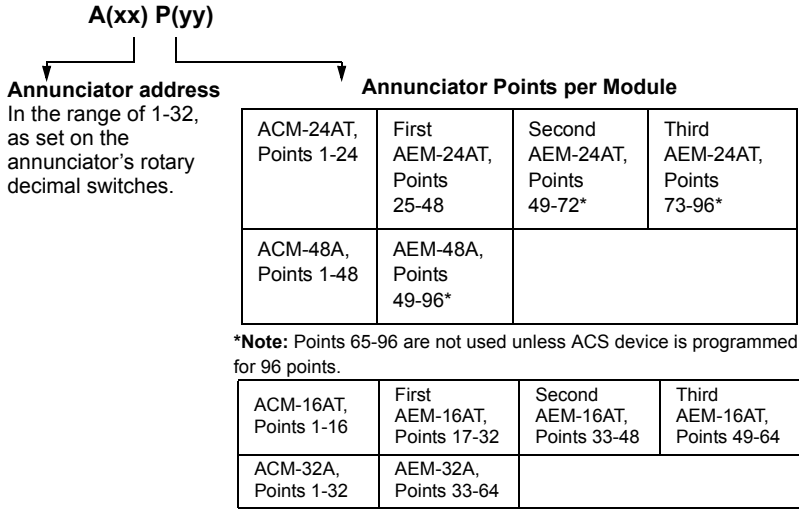 A(xx) P(yy)
Annunciator address
In the range of 1-32,
as set on the
annunciator's rotary
decimal switches.
Annunciator Points per Module
ACM-24AT,
Points 1-24
First
AEM-24AT,
Points
25-48
Second
AEM-24AT,
Points
49-72*
Third
AEM-24AT,
Points
73-96*
ACM-48A,
Points 1-48
AEM-48A,
Points
49-96*
*Note: Points 65-96 are not used unless ACS device is programmed
for 96 points.
ACM-16AT,
Points 1-16
First
AEM-16AT,
Points 17-32
Second
AEM-16AT,
Points 33-48
Third
AEM-16AT,
Points 49-64
ACM-32A,
Points 1-32
AEM-32A,
Points 33-64